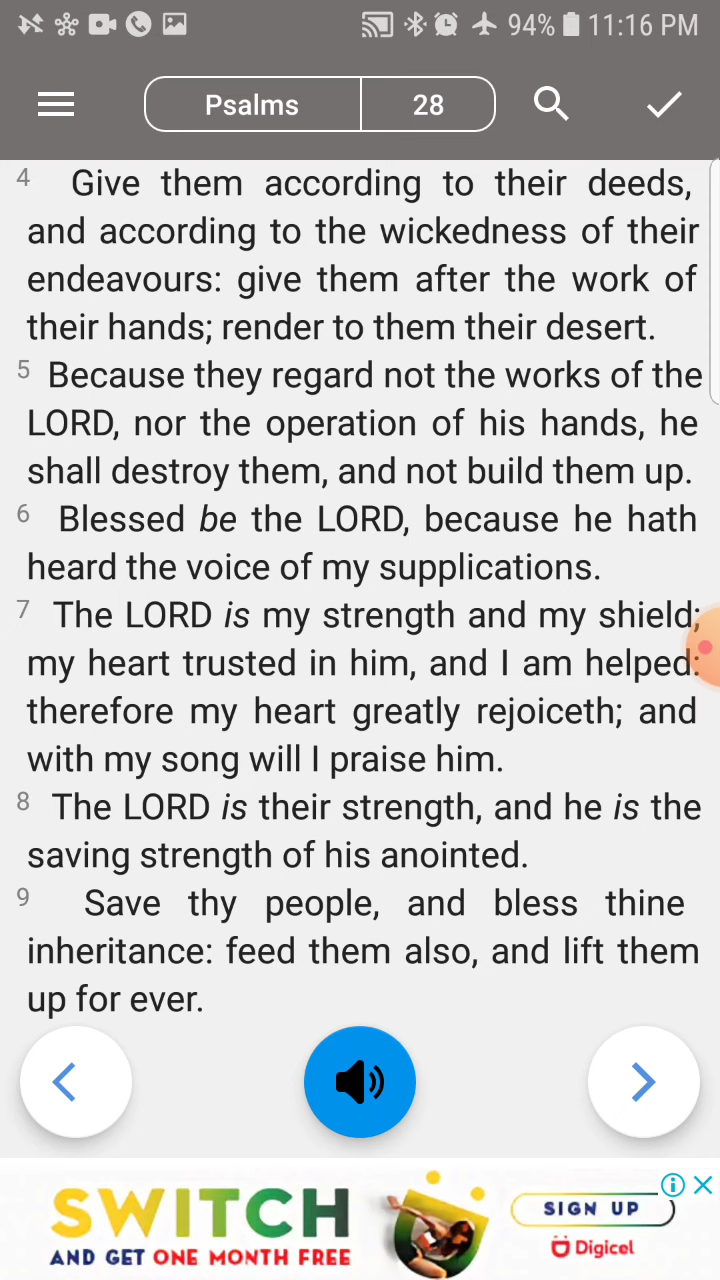 94% 11:16 PM
Psalms 28
4 Give them according to their deeds,
and according to the wickedness of their
endeavours: give them after the work of
their hands; render to them their desert.
5 Because they regard not the works of the
LORD, nor the operation of his hands, he
shall destroy them, and not build them up.
6 Blessed be the LORD, because he hath
heard the voice of my supplications.
7 The LORD is my strength and my shield;
my heart trusted in him, and I am helped:
therefore my heart greatly rejoiceth; and
with my song will I praise him.
8 The LORD is their strength, and he is the
saving strength of his anointed.
9 Save thy people, and bless thine
inheritance: feed them also, and lift them
up for ever.
SWITCH
AND GET ONE MONTH FREE
SIGN UP
Digicel